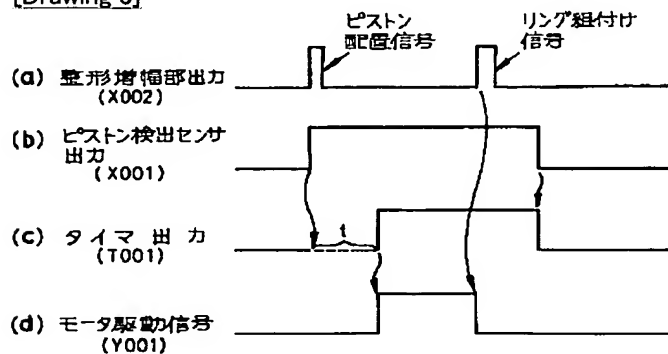 [Drawing 6]
ピストン
配置信号
リング組付け
信号
(a) 整形増幅部出力
(X002)
(b) ピストン検出センサ
出力
(X001)
(c) タイマ出力
(T001)
t
(d) モータ駆動信号
(Y001)